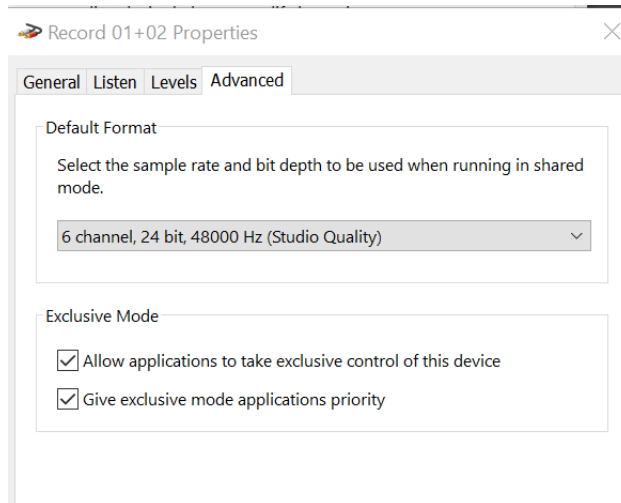 Record 01+02 Properties
General Listen Levels Advanced
Default Format
Select the sample rate and bit depth to be used when running in shared
mode.
6 channel, 24 bit, 48000 Hz (Studio Quality)
Exclusive Mode
Allow applications to take exclusive control of this device
Give exclusive mode applications priority